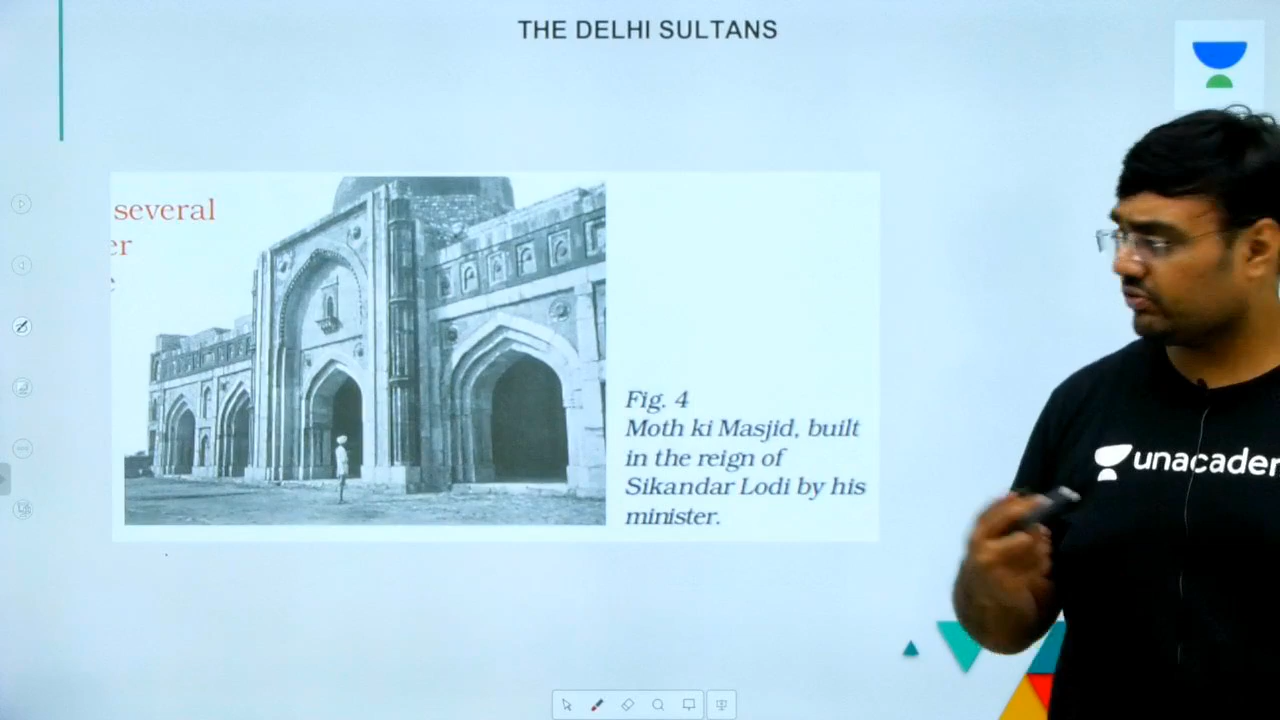 THE DELHI SULTANS
several
er
Fig. 4
Moth ki Masjid, built
in the reign of
Sikandar Lodi by his
minister.
unacadem